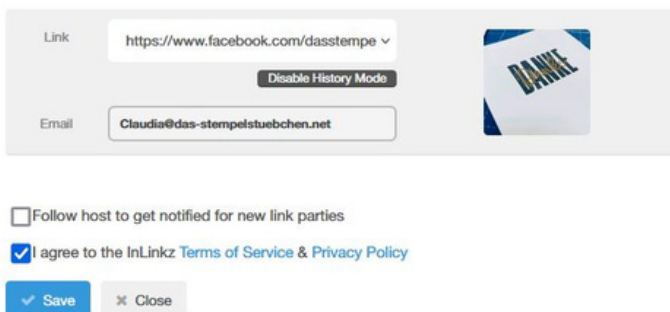 Link
https://www.facebook.com/dasstempe
Disable History Mode
DANKE
Email
Claudia@das-stempelstuebchen.net
Follow host to get notified for new link parties
I agree to the InLinkz Terms of Service & Privacy Policy
Save
Close